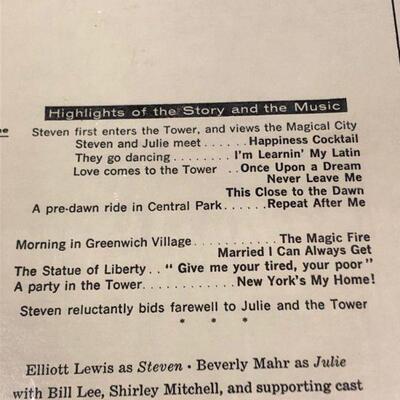 Highlights of the Story and the Music
Steven first enters the Tower, and views the Magical City
Steven and Julie meet . . . . . . Happiness Cocktail
They go dancing . . . . . . . . I'm Learnin' My Latin
Love comes to the Tower . . Once Upon a Dream
Never Leave Me
This Close to the Dawn
A pre-dawn ride in Central Park . . . . . . Repeat After Me
Morning in Greenwich Village . . . . . . . . . . . The Magic Fire
Married I Can Always Get
The Statue of Liberty . . " Give me your tired, your poor "
A party in the Tower . . . . . . . . . . . . New York's My Home!
Steven reluctantly bids farewell to Julie and the Tower
* * *
Elliott Lewis as Steven • Beverly Mahr as Julie
with Bill Lee, Shirley Mitchell, and supporting cast